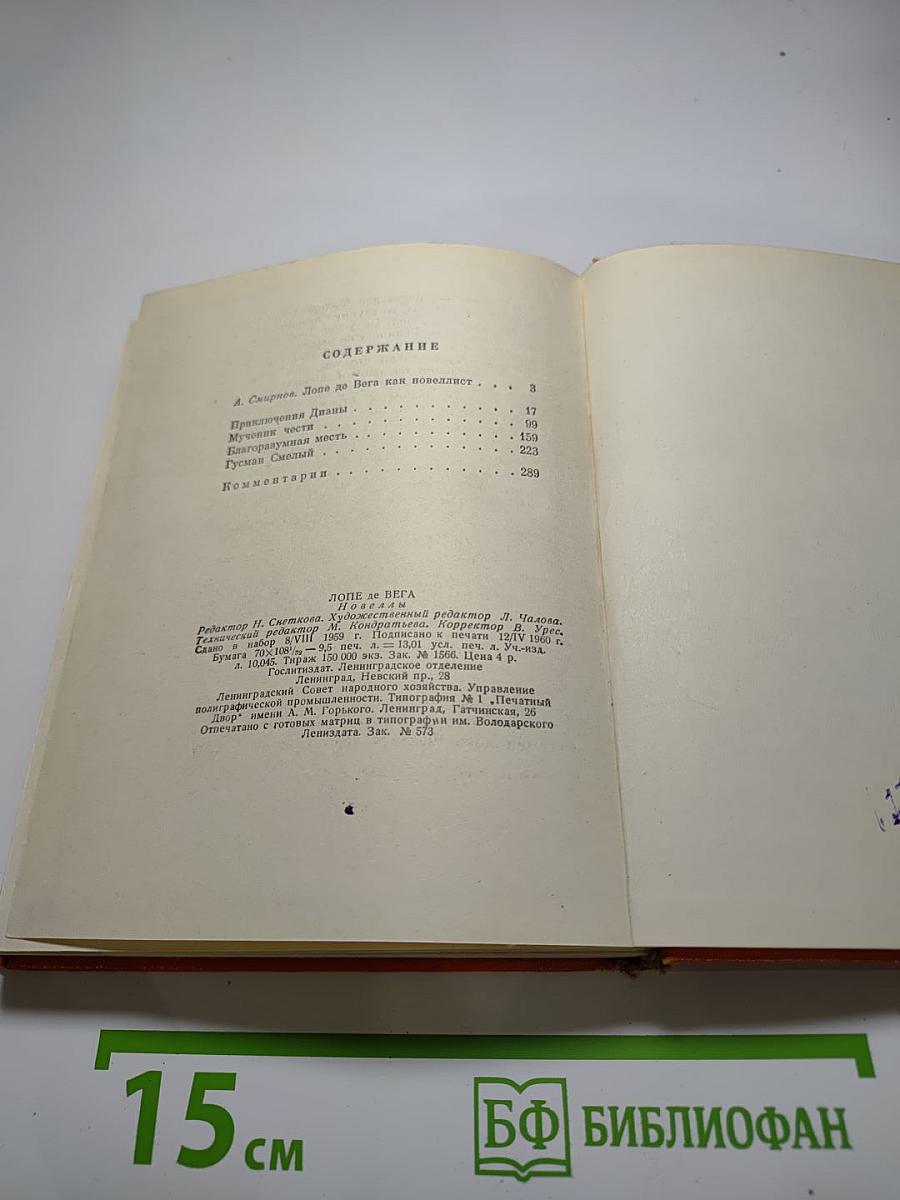 СОДЕРЖАНИЕ
А. Смирнов. Лопе де Вега как новеллист . . . 3
Приключения Дианы . . . . . . . . . . . 17
Мученик чести . . . . . . . . . . . . . 99
Благоразумная месть . . . . . . . . . . . 159
Гусман Смелый . . . . . . . . . . . . . 223
Комментарии . . . . . . . . . . . . 289
ЛОПЕ де ВЕГА
Новеллы
Редактор Н. Снеткова. Художественный редактор Л. Чалова.
Технический редактор М. Кондратьева. Корректор В. Урес.
Сдано в набор 8/VIII 1959 г. Подписано к печати 12/IV 1960 г.
Бумага 70×108¹/₃₂ — 9,5 печ. л. = 13,01 усл. печ. л. Уч.-изд.
л. 10,045. Тираж 150 000 экз. Зак. № 1566. Цена 4 р.
Гослитиздат. Ленинградское отделение
Ленинград, Невский пр., 28
Ленинградский Совет народного хозяйства. Управление
полиграфической промышленности. Типография № 1 „Печатный
Двор“ имени А. М. Горького. Ленинград, Гатчинская, 26
Отпечатано с готовых матриц в типографии им. Володарского
Лениздата. Зак. № 573
15 см
БФ БИБЛИОФАН